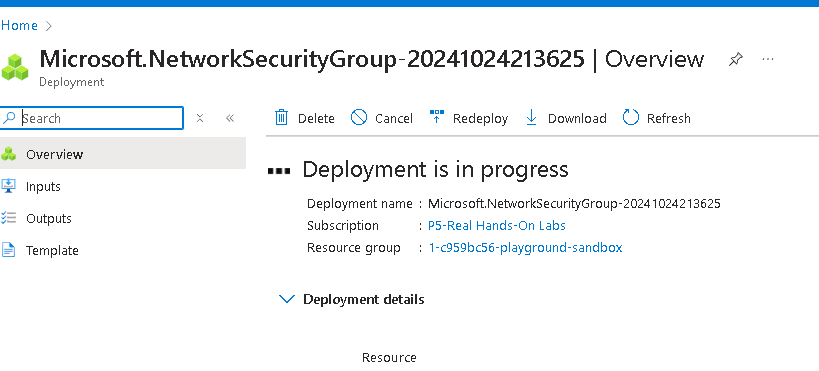 Home
Microsoft.NetworkSecurityGroup-20241024213625 | Overview
Deployment
Search
Delete Cancel Redeploy Download Refresh
Overview
Inputs
Outputs
Template
Deployment is in progress
Deployment name : Microsoft.NetworkSecurityGroup-20241024213625
Subscription : P5-Real Hands-On Labs
Resource group : 1-c959bc56-playground-sandbox
Deployment details
Resource